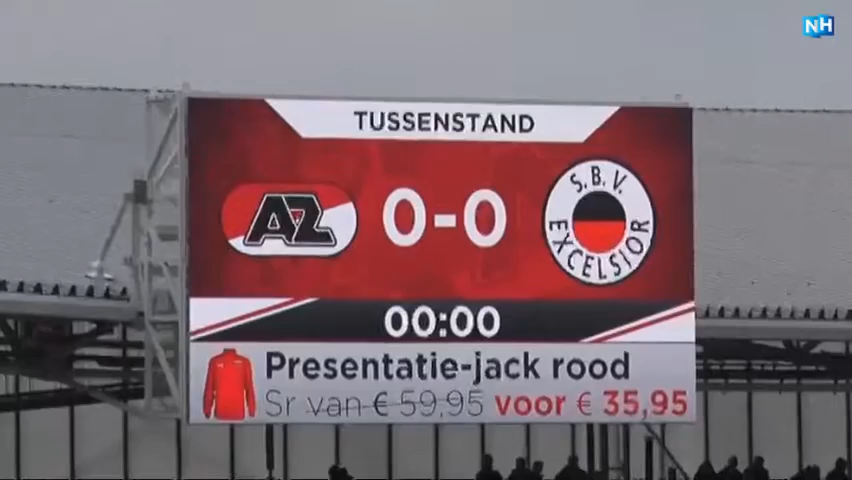 NH
TUSSENSTAND
AZ 0-0 S.B.V. EXCELSIOR
00:00
Presentatie-jack rood
Sr van € 59,95 voor € 35,95